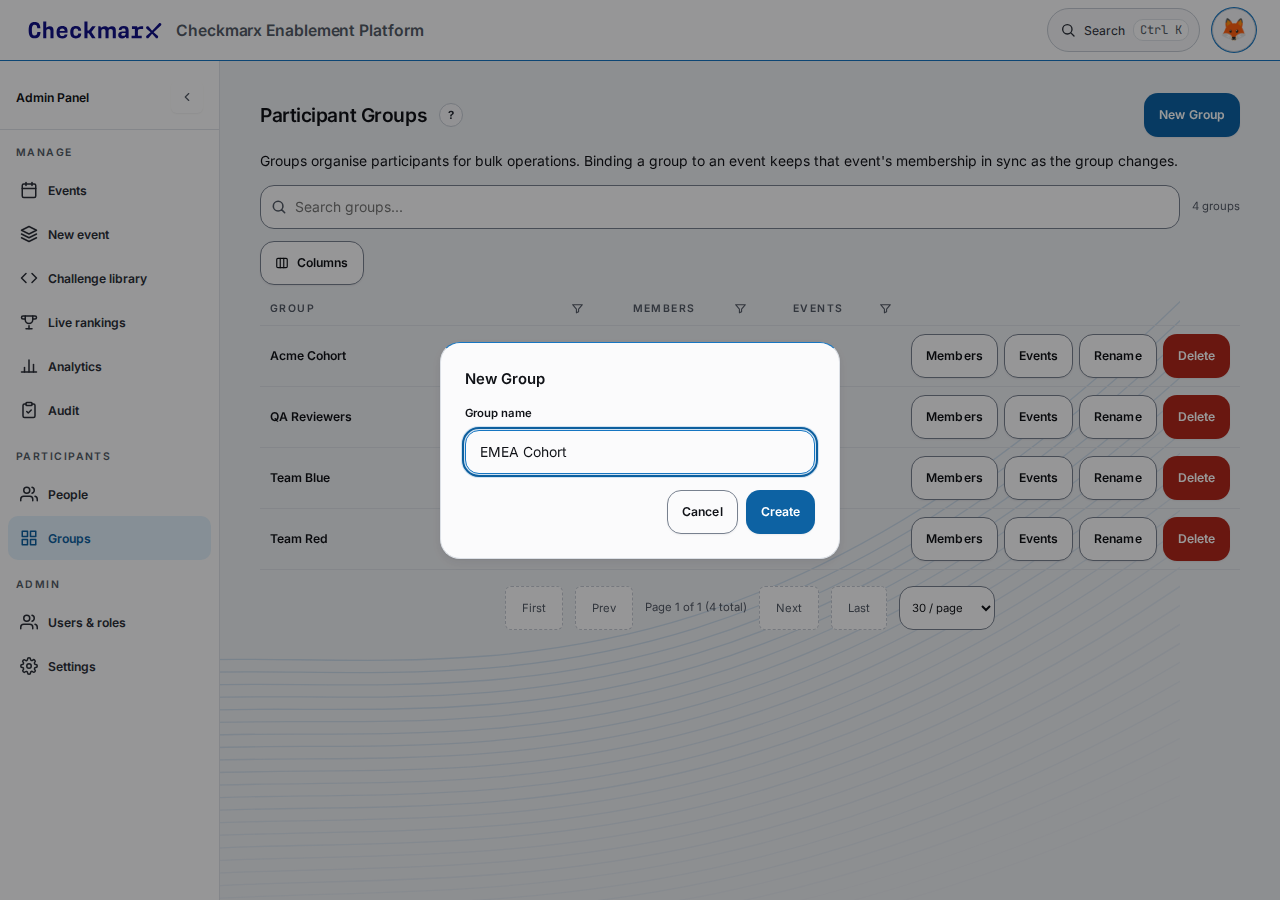 Checkmarx Checkmarx Enablement Platform Search Ctrl K
Admin Panel
MANAGE
Events
New event
Challenge library
Live rankings
Analytics
Audit
PARTICIPANTS
People
Groups
ADMIN
Users & roles
Settings
Participant Groups ? New Group
Groups organise participants for bulk operations. Binding a group to an event keeps that event's membership in sync as the group changes.
Search groups... 4 groups
Columns
GROUP MEMBERS EVENTS
Acme Cohort Members Events Rename Delete
QA Reviewers Members Events Rename Delete
Team Blue Members Events Rename Delete
Team Red Members Events Rename Delete
First Prev Page 1 of 1 (4 total) Next Last 30 / page
New Group
Group name
EMEA Cohort
Cancel Create